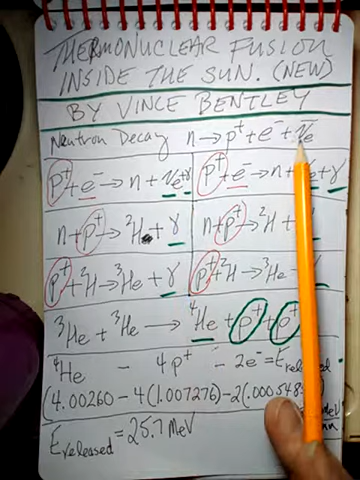 THERMONUCLEAR FUSION
INSIDE THE SUN. (NEW)
BY VINCE BENTLEY
Neutron Decay n → p⁺ + e⁻ + ν̄e
p⁺ + e⁻ → n + νe + γ p⁺ + e⁻ → n + νe + γ
n + p⁺ → ²H + γ n + p⁺ → ²H +
p⁺ + ²H → ³He + γ p⁺ + ²H → ³He
³He + ³He → ⁴He + p⁺ + p⁺
⁴He - 4p⁺ - 2e⁻ = E released
(4.00260 - 4(1.007276) - 2(.000548
E released = 25.7 MeV